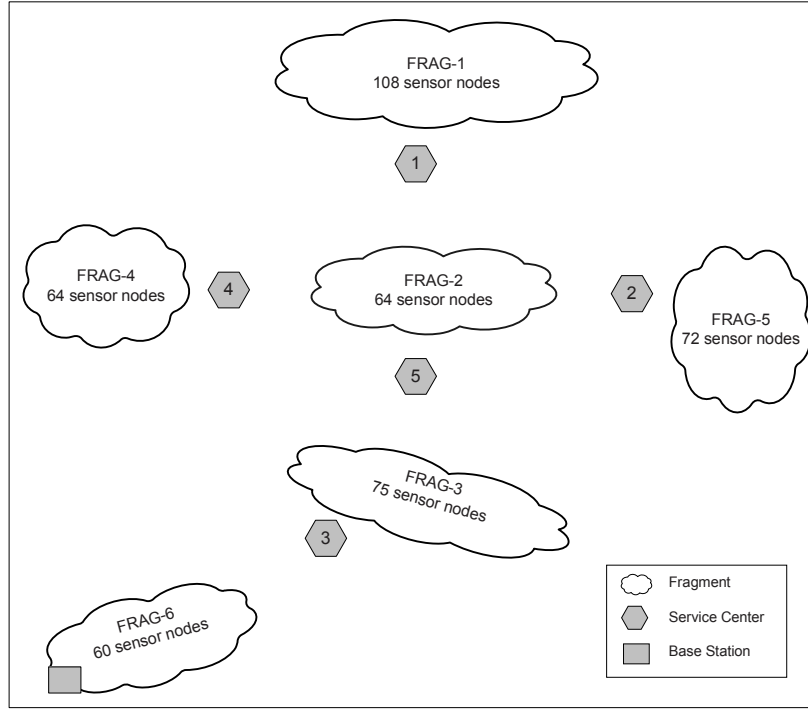 FRAG-1
108 sensor nodes
1
FRAG-4
64 sensor nodes
4
FRAG-2
64 sensor nodes
2
FRAG-5
72 sensor nodes
5
FRAG-3
75 sensor nodes
3
FRAG-6
60 sensor nodes
Fragment
Service Center
Base Station